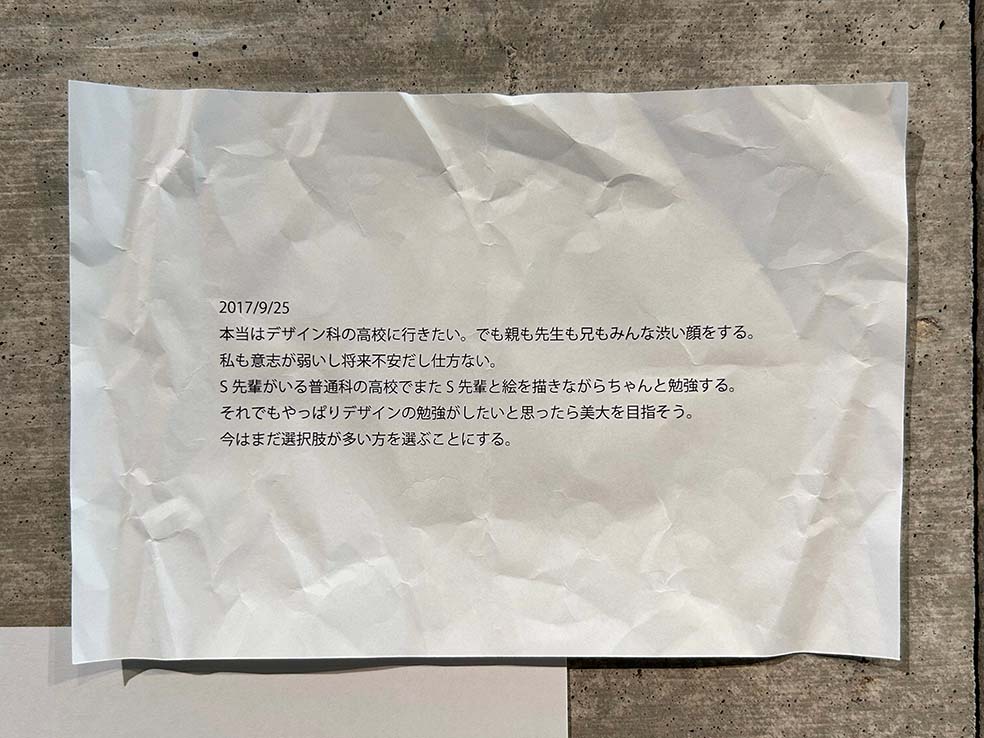 2017/9/25
本当はデザイン科の高校に行きたい。でも親も先生も兄もみんな渋い顔をする。
私も意志が弱いし将来不安だし仕方ない。
S 先輩がいる普通科の高校でまた S 先輩と絵を描きながらちゃんと勉強する。
それでもやっぱりデザインの勉強がしたいと思ったら美大を目指そう。
今はまだ選択肢が多い方を選ぶことにする。